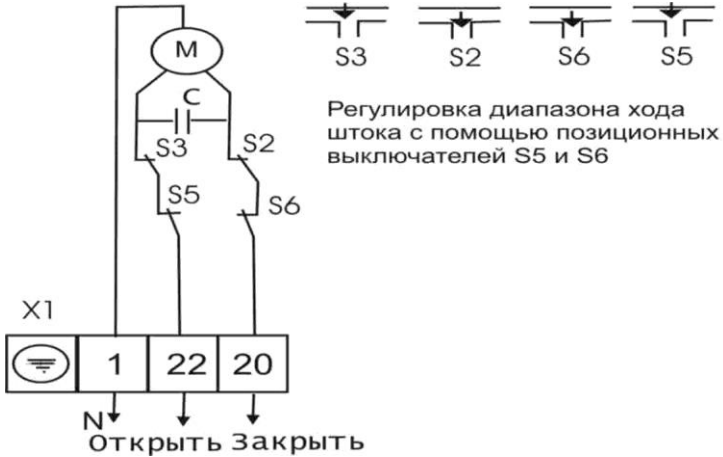 M
C
S3
S2
S5
S6
X1
1
22
20
N
Открыть Закрыть
S3 S2 S6 S5
Регулировка диапазона хода
штока с помощью позиционных
выключателей S5 и S6